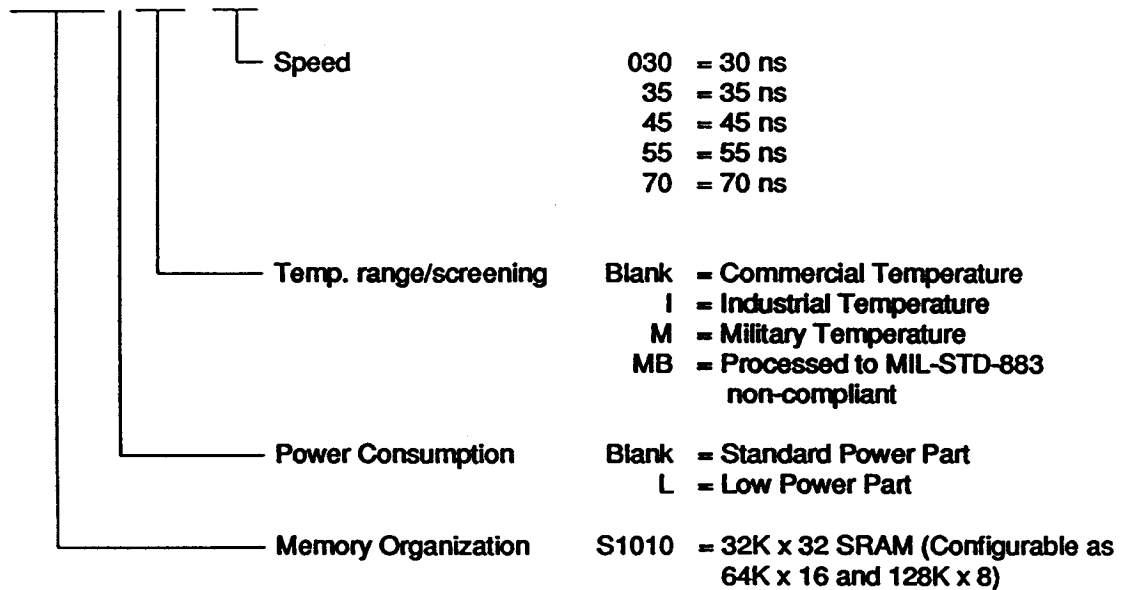 Speed 030 = 30 ns
35 = 35 ns
45 = 45 ns
55 = 55 ns
70 = 70 ns
Temp. range/screening Blank = Commercial Temperature
I = Industrial Temperature
M = Military Temperature
MB = Processed to MIL-STD-883
non-compliant
Power Consumption Blank = Standard Power Part
L = Low Power Part
Memory Organization S1010 = 32K x 32 SRAM (Configurable as
64K x 16 and 128K x 8)